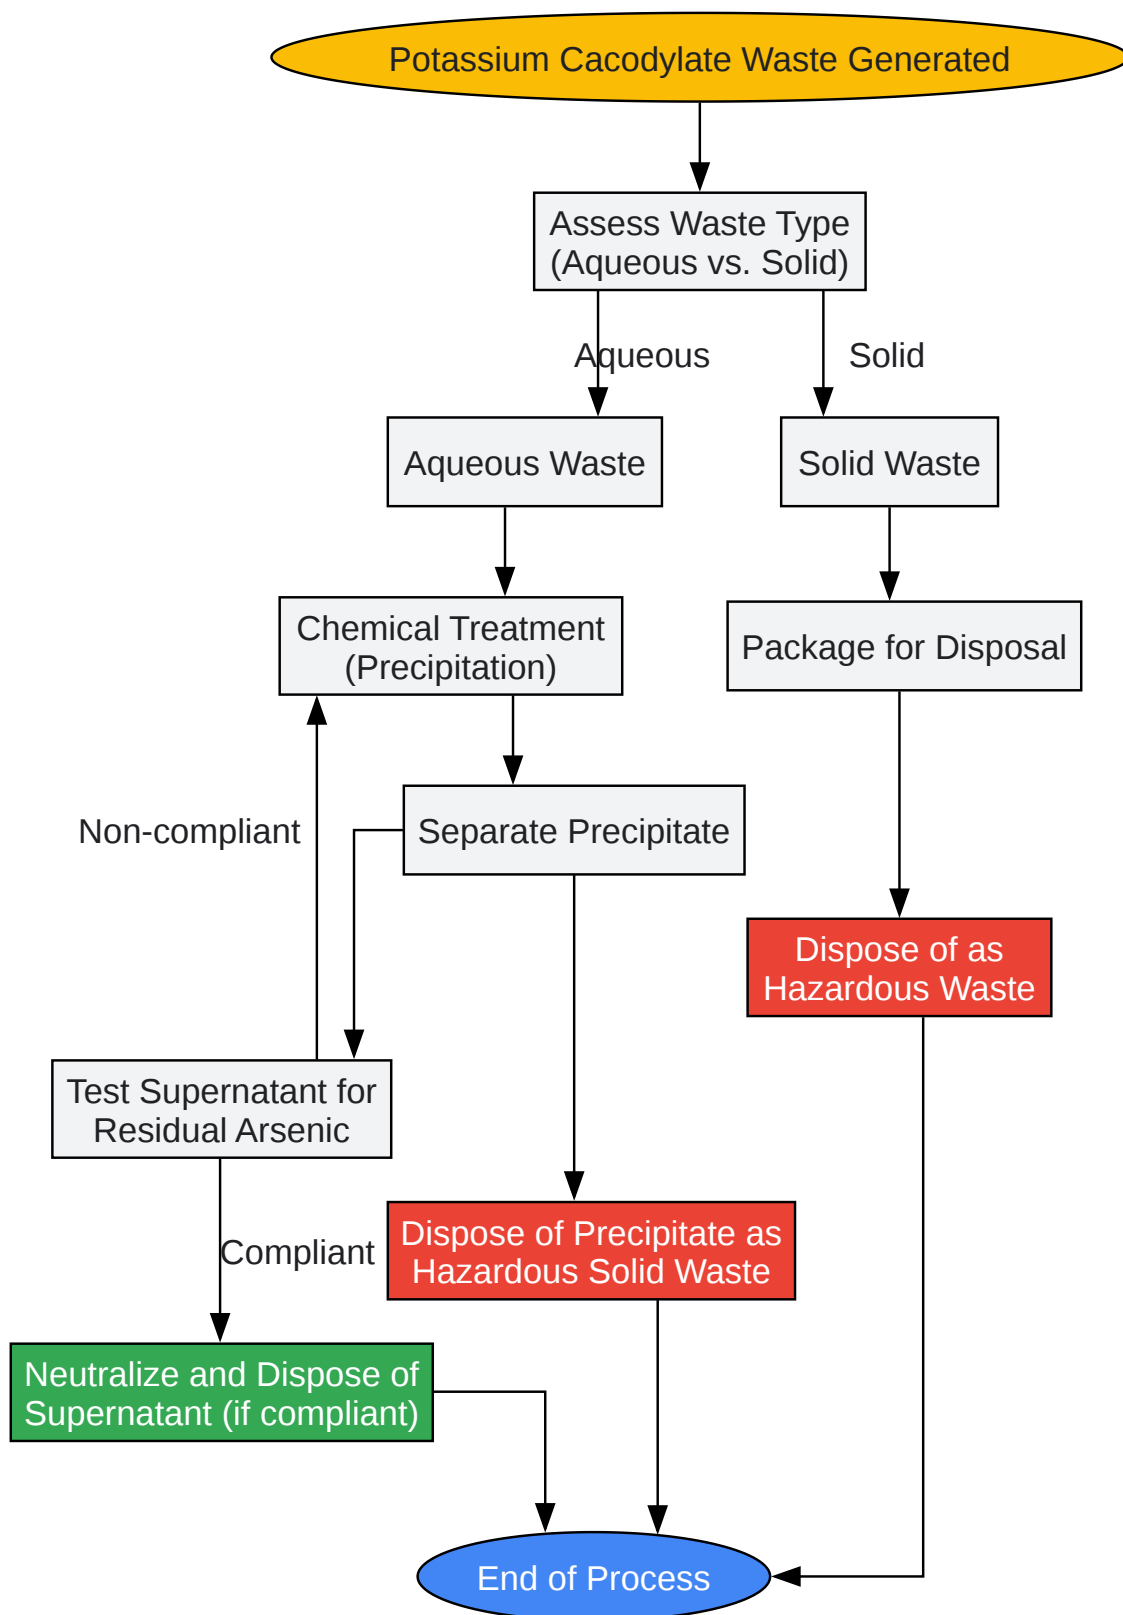 Potassium Cacodylate Waste Generated
Assess Waste Type
(Aqueous vs. Solid)
Aqueous
Solid
Aqueous Waste
Solid Waste
Chemical Treatment
(Precipitation)
Package for Disposal
Non-compliant
Separate Precipitate
Dispose of as
Hazardous Waste
Test Supernatant for
Residual Arsenic
Compliant
Dispose of Precipitate as
Hazardous Solid Waste
Neutralize and Dispose of
Supernatant (if compliant)
End of Process